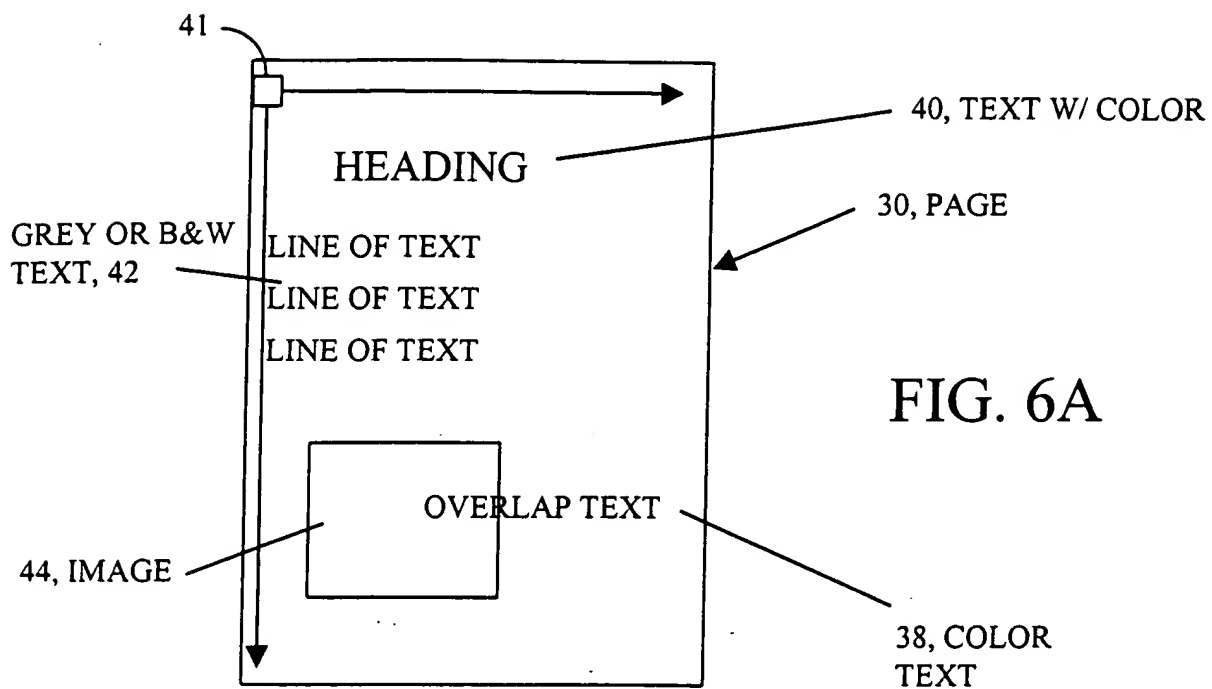 41
40, TEXT W/ COLOR
HEADING
30, PAGE
GREY OR B&W
TEXT, 42
LINE OF TEXT
LINE OF TEXT
LINE OF TEXT
FIG. 6A
OVERLAP TEXT
44, IMAGE
38, COLOR
TEXT